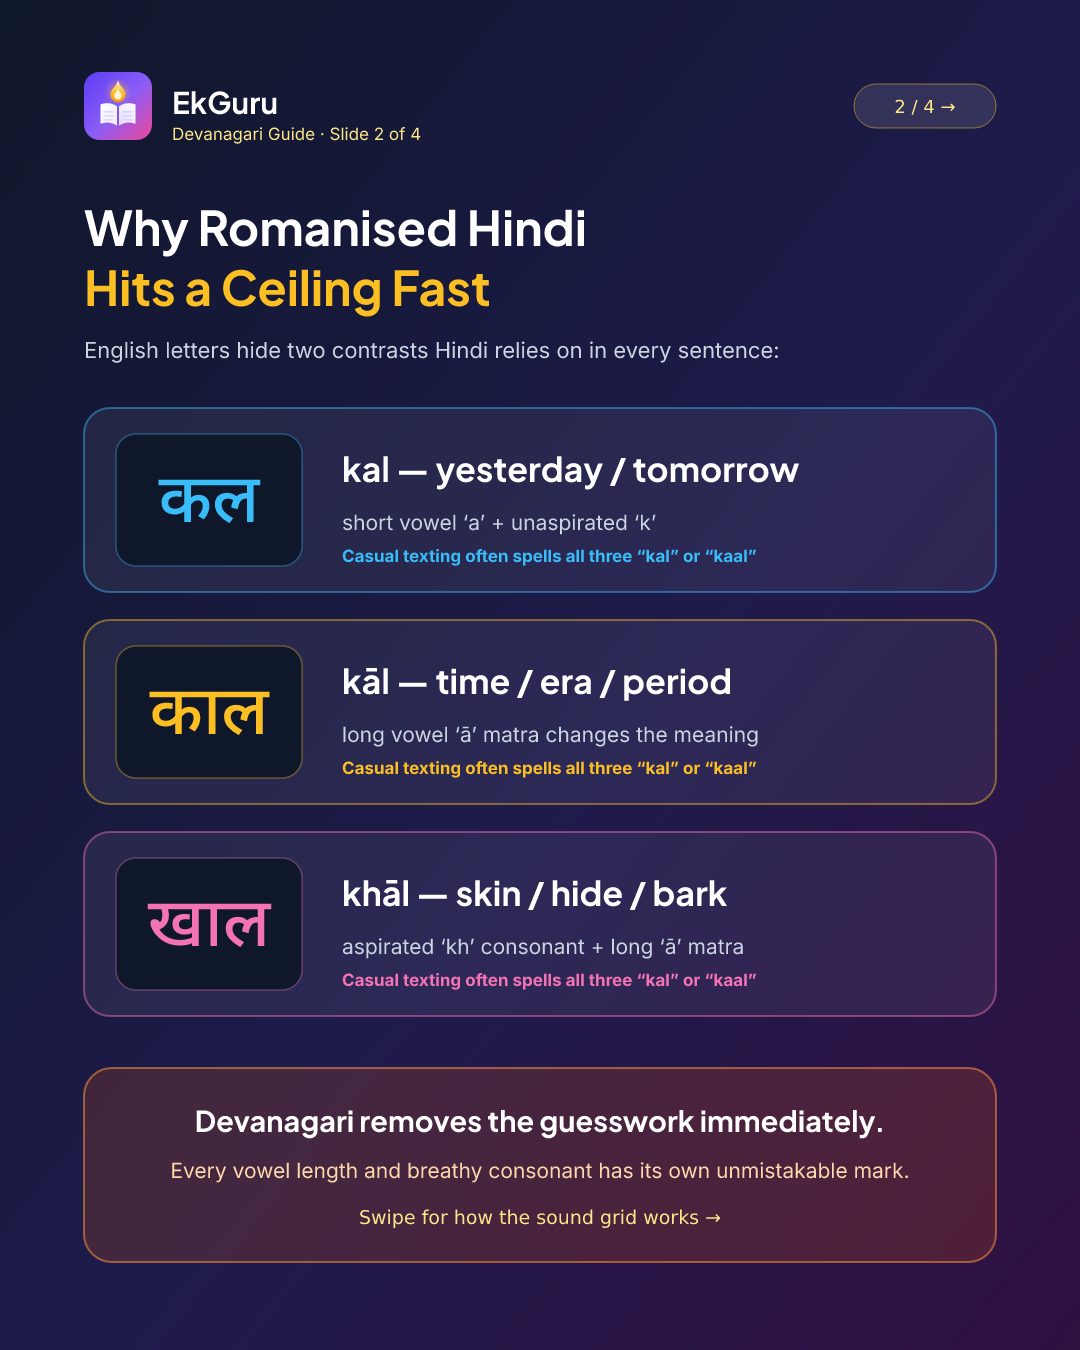 EkGuru
Devanagari Guide · Slide 2 of 4
2 / 4 →
Why Romanised Hindi
Hits a Ceiling Fast
English letters hide two contrasts Hindi relies on in every sentence:
कल
kal — yesterday / tomorrow
short vowel ‘a’ + unaspirated ‘k’
Casual texting often spells all three “kal” or “kaal”
काल
kāl — time / era / period
long vowel ‘ā’ matra changes the meaning
Casual texting often spells all three “kal” or “kaal”
खाल
khāl — skin / hide / bark
aspirated ‘kh’ consonant + long ‘ā’ matra
Casual texting often spells all three “kal” or “kaal”
Devanagari removes the guesswork immediately.
Every vowel length and breathy consonant has its own unmistakable mark.
Swipe for how the sound grid works →